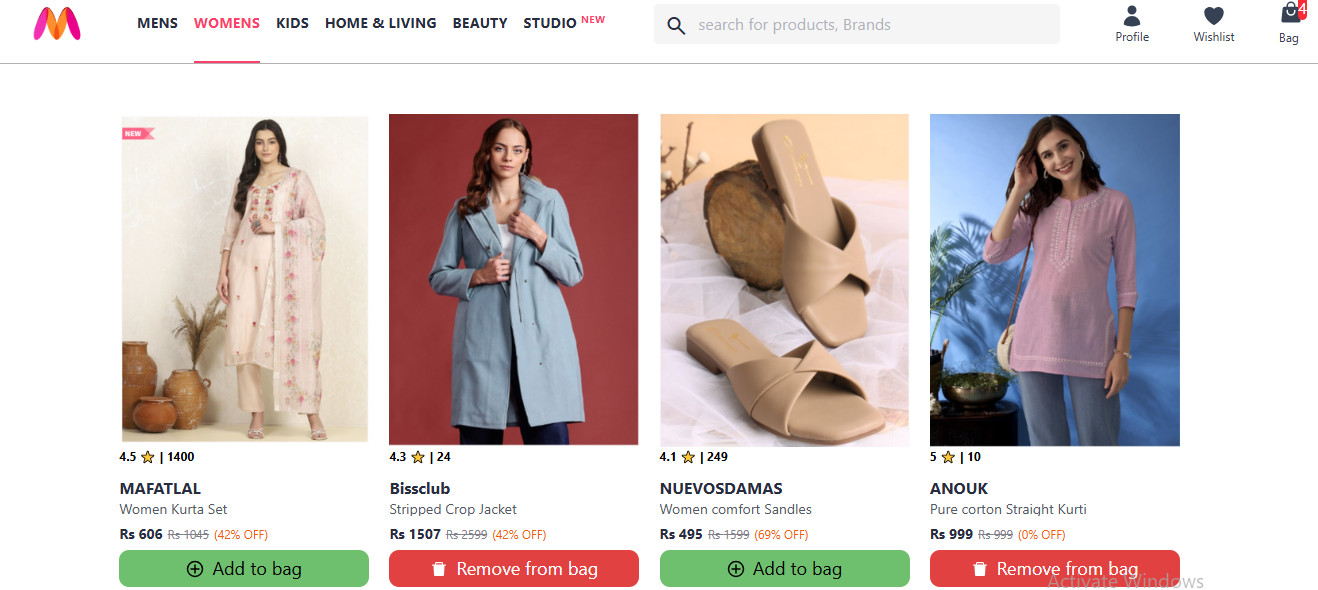 MENS WOMENS KIDS HOME & LIVING BEAUTY STUDIO NEW search for products, Brands 4
Profile Wishlist Bag
NEW
4.5 ⭐ | 1400 4.3 ⭐ | 24 4.1 ⭐ | 249 5 ⭐ | 10
MAFATLAL Bissclub NUEVOSDAMAS ANOUK
Women Kurta Set Stripped Crop Jacket Women comfort Sandles Pure corton Straight Kurti
Rs 606 Rs 1045 (42% OFF) Rs 1507 Rs 2599 (42% OFF) Rs 495 Rs 1599 (69% OFF) Rs 999 Rs 999 (0% OFF)
Add to bag Remove from bag Add to bag Remove from bag
Activate Windows